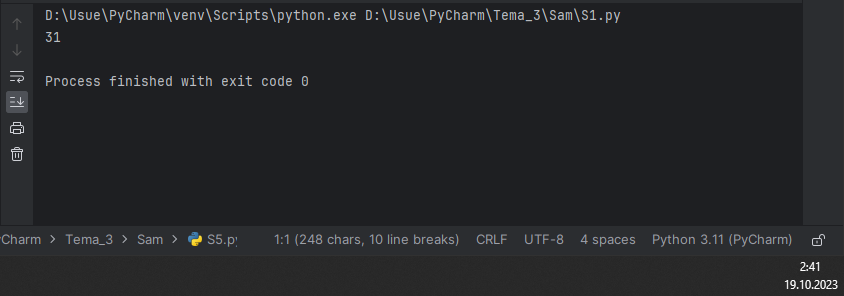 D:\Usue\PyCharm\venv\Scripts\python.exe D:\Usue\PyCharm\Tema_3\Sam\S1.py
31
Process finished with exit code 0
yCharm > Tema_3 > Sam > S5.py 1:1 (248 chars, 10 line breaks) CRLF UTF-8 4 spaces Python 3.11 (PyCharm)
2:41
19.10.2023